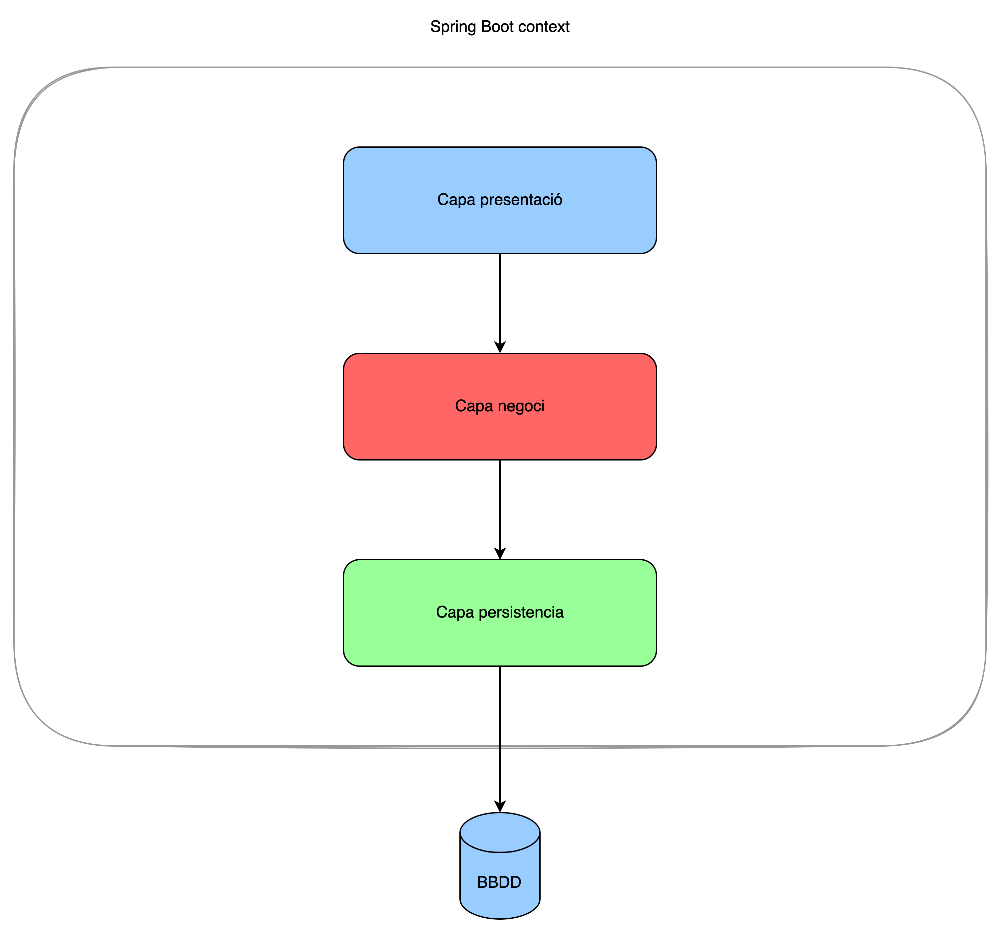 Spring Boot context
Capa presentació
Capa negoci
Capa persistencia
BBDD